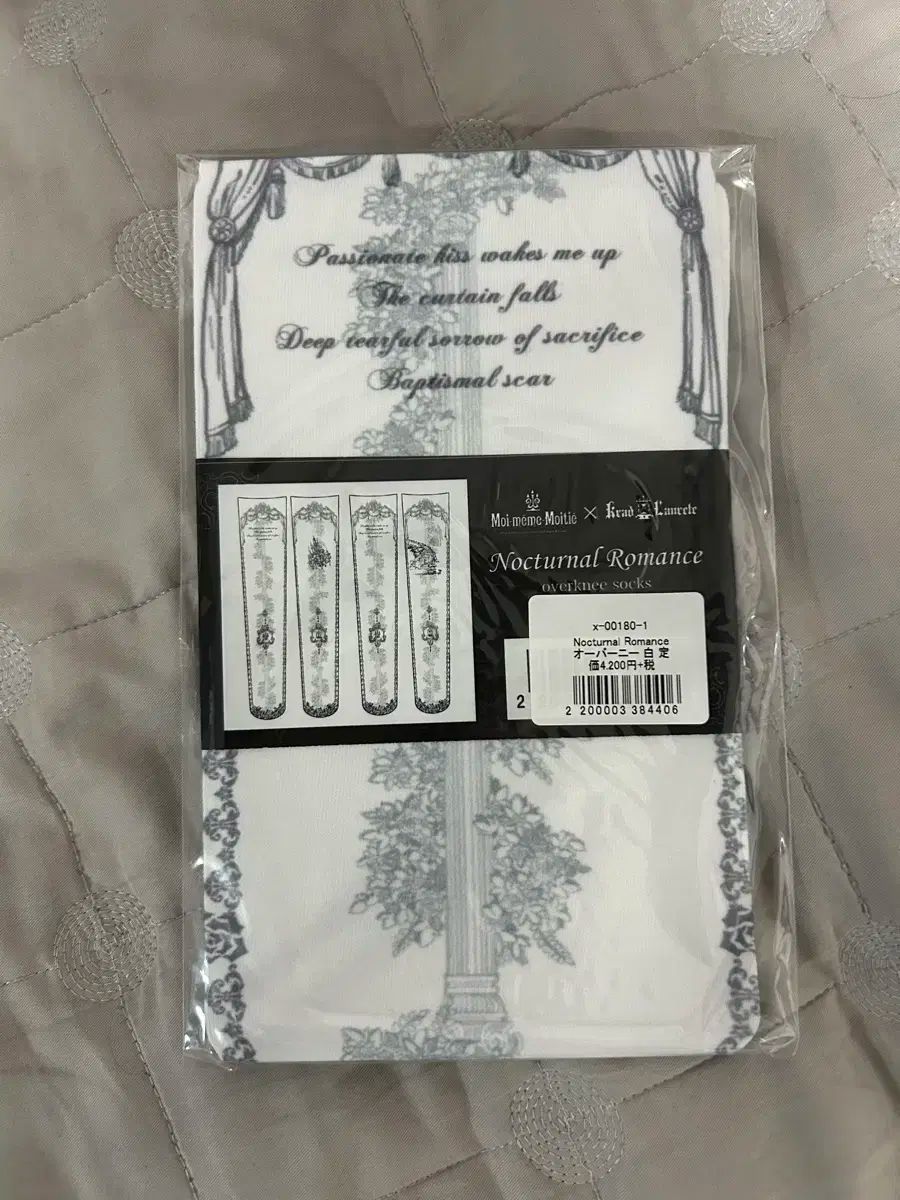 Passionate kiss wakes me up
The curtain falls
Deep tearful sorrow of sacrifice
Baptismal scar
Moi-même-Moitié × Krad Lanrete
Nocturnal Romance
overknee socks
x-00180-1
Nocturnal Romance
オーバーニー 白 定
価4,200円+税
2
2 200003 384406